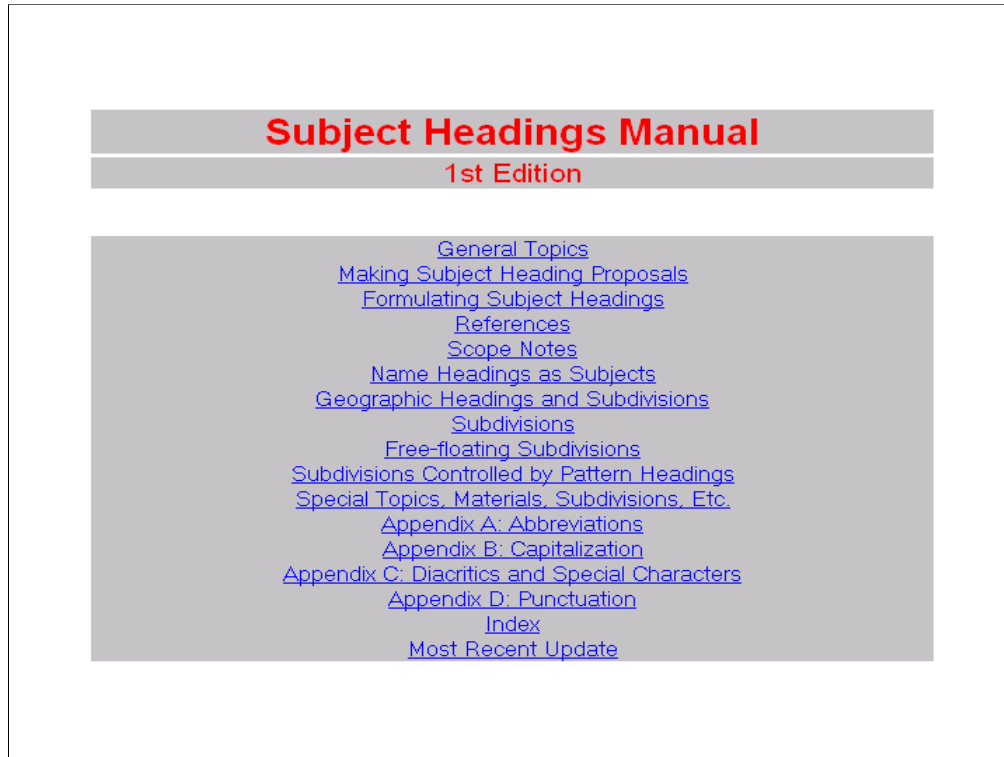 Subject Headings Manual
1st Edition
General Topics
Making Subject Heading Proposals
Formulating Subject Headings
References
Scope Notes
Name Headings as Subjects
Geographic Headings and Subdivisions
Subdivisions
Free-floating Subdivisions
Subdivisions Controlled by Pattern Headings
Special Topics, Materials, Subdivisions, Etc.
Appendix A: Abbreviations
Appendix B: Capitalization
Appendix C: Diacritics and Special Characters
Appendix D: Punctuation
Index
Most Recent Update